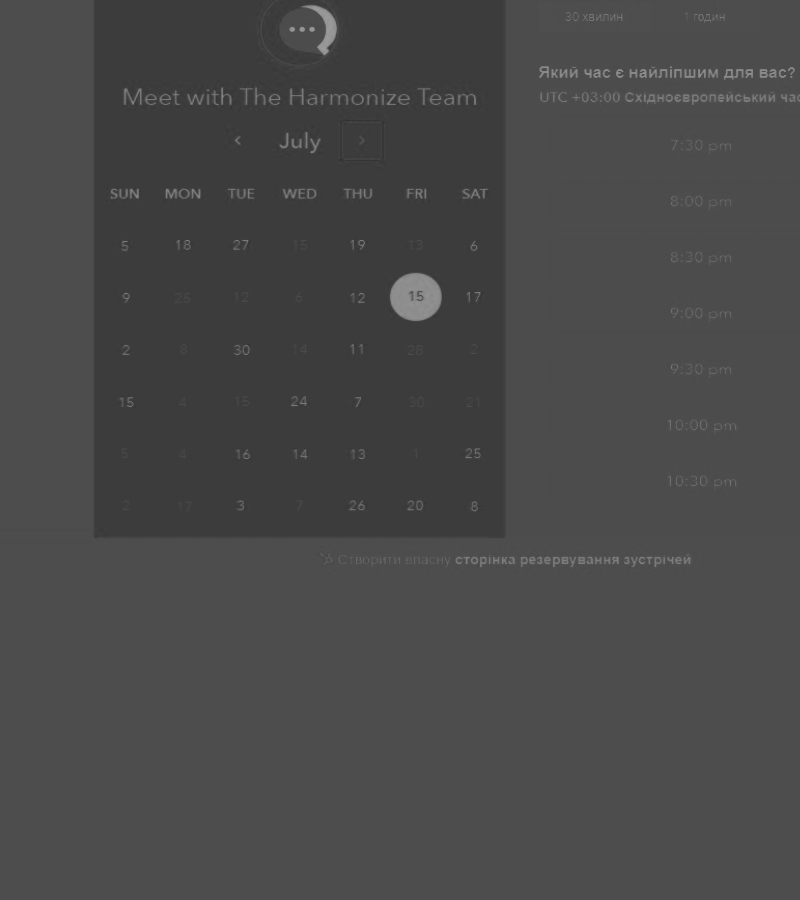 Meet with The Harmonize Team
‹ July ›
SUN MON TUE WED THU FRI SAT
5 18 27 15 19 13 6
9 25 12 6 12 15 17
2 8 30 14 11 28 2
15 4 15 24 7 30 21
5 4 16 14 13 1 25
2 17 3 7 26 20 8
30 хвилин 1 годин
Який час є найліпшим для вас?
UTC +03:00 Східноєвропейський час
7:30 pm
8:00 pm
8:30 pm
9:00 pm
9:30 pm
10:00 pm
10:30 pm
Створити власну сторінка резервування зустрічей